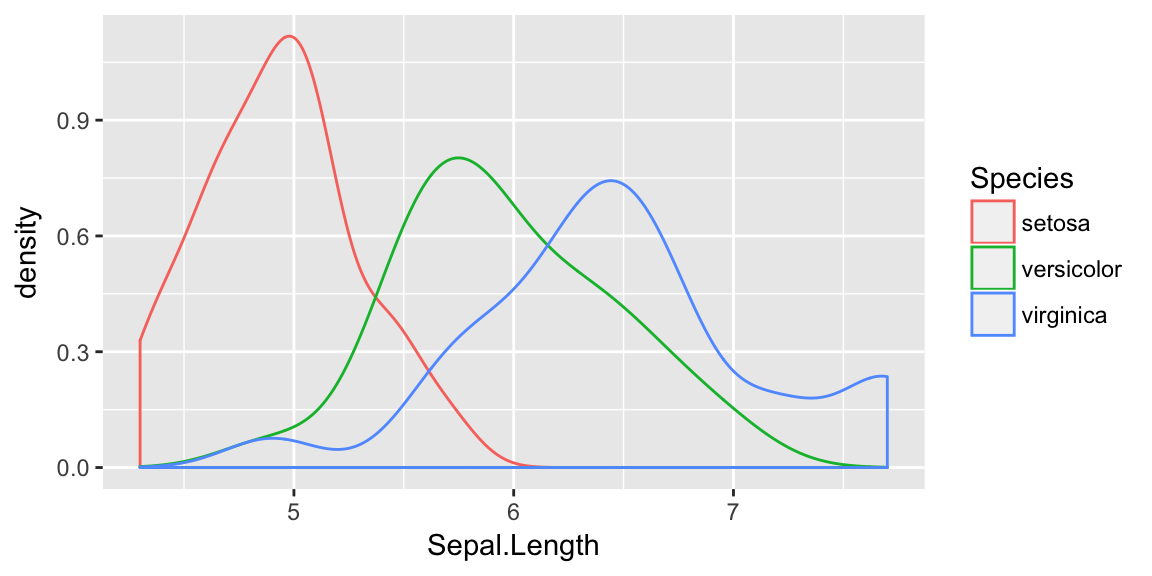 density
0.9
0.6
0.3
0.0
5 6 7
Sepal.Length
Species
setosa
versicolor
virginica